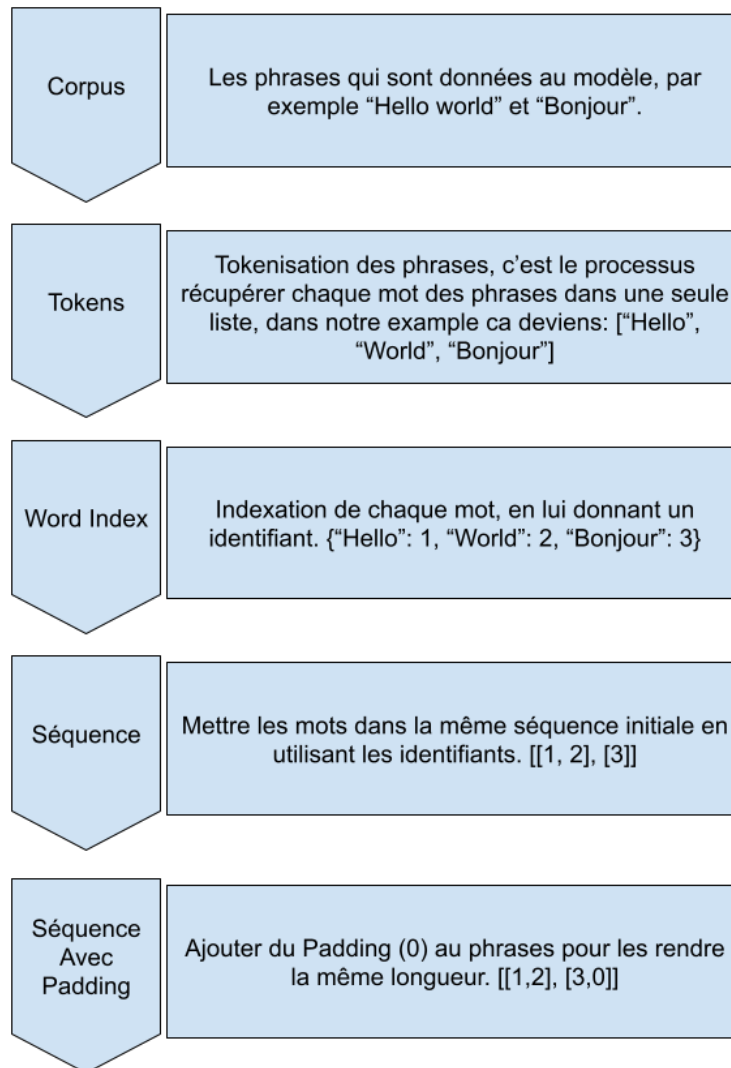 Corpus
Les phrases qui sont données au modèle, par
exemple “Hello world” et “Bonjour”.
Tokens
Tokenisation des phrases, c’est le processus
récupérer chaque mot des phrases dans une seule
liste, dans notre example ca deviens: [“Hello”,
“World”, “Bonjour”]
Word Index
Indexation de chaque mot, en lui donnant un
identifiant. {“Hello”: 1, “World”: 2, “Bonjour”: 3}
Séquence
Mettre les mots dans la même séquence initiale en
utilisant les identifiants. [[1, 2], [3]]
Séquence
Avec
Padding
Ajouter du Padding (0) au phrases pour les rendre
la même longueur. [[1,2], [3,0]]